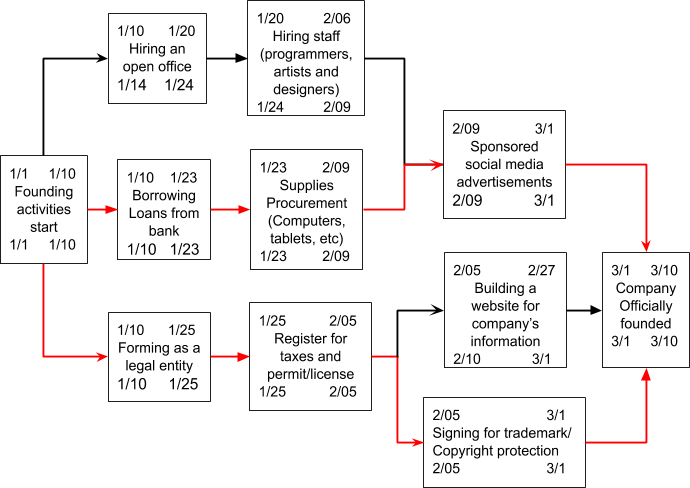 1/10 1/20
Hiring an
open office
1/14 1/24
1/20 2/06
Hiring staff
(programmers,
artists and
designers)
1/24 2/09
1/1 1/10
Founding
activities
start
1/1 1/10
1/10 1/23
Borrowing
Loans from
bank
1/10 1/23
1/23 2/09
Supplies
Procurement
(Computers,
tablets, etc)
1/23 2/09
2/09 3/1
Sponsored
social media
advertisements
2/09 3/1
1/10 1/25
Forming as a
legal entity
1/10 1/25
1/25 2/05
Register for
taxes and
permit/license
1/25 2/05
2/05 2/27
Building a
website for
company's
information
2/10 3/1
3/1 3/10
Company
Officially
founded
3/1 3/10
2/05 3/1
Signing for trademark/
Copyright protection
2/05 3/1